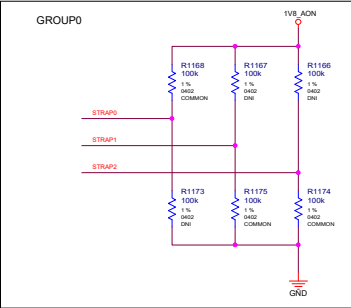 GROUP0
1V8_AON
R1168
100k
1 %
0402
COMMON
R1167
100k
1 %
0402
DNI
R1166
100k
1 %
0402
DNI
STRAP0
STRAP1
STRAP2
R1173
100k
1 %
0402
DNI
R1175
100k
1 %
0402
COMMON
R1174
100k
1 %
0402
COMMON
GND